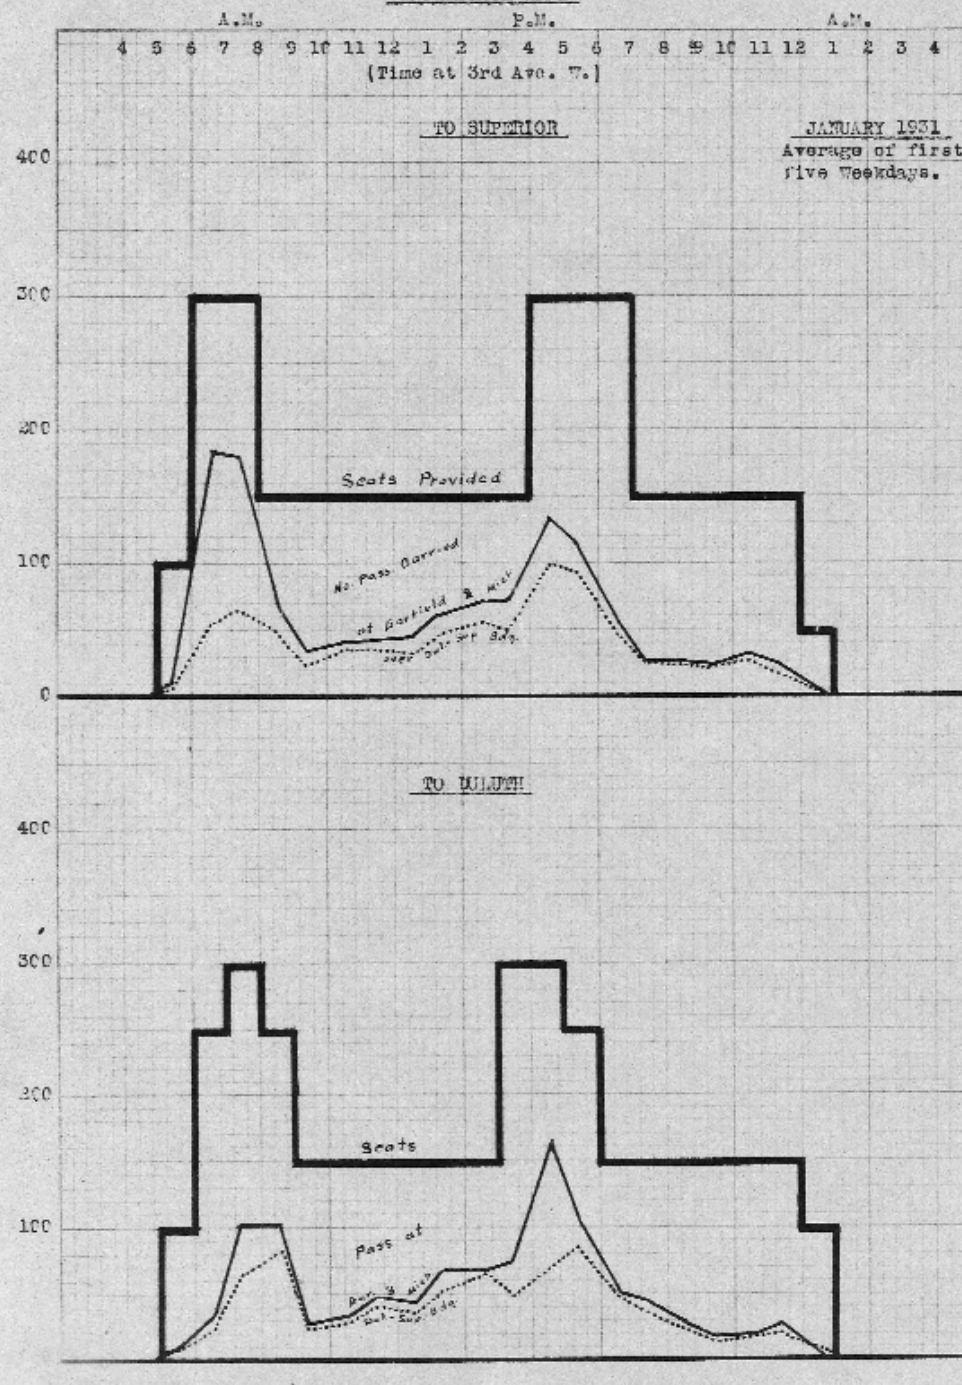 A.M. P.M. A.M.
4 5 6 7 8 9 10 11 12 1 2 3 4 5 6 7 8 9 10 11 12 1 2 3 4
(Time at 3rd Ave. W.)
TO SUPERIOR
JANUARY 1931
Average of first
five Weekdays.
400
300
200
100
0
Seats Provided
No. Pass. Carried
at Garfield & Mich
over Dul-Sup Bdg.
TO DULUTH
400
300
200
100
Seats
Pass at
& Mich
Dul-Sup Bdg